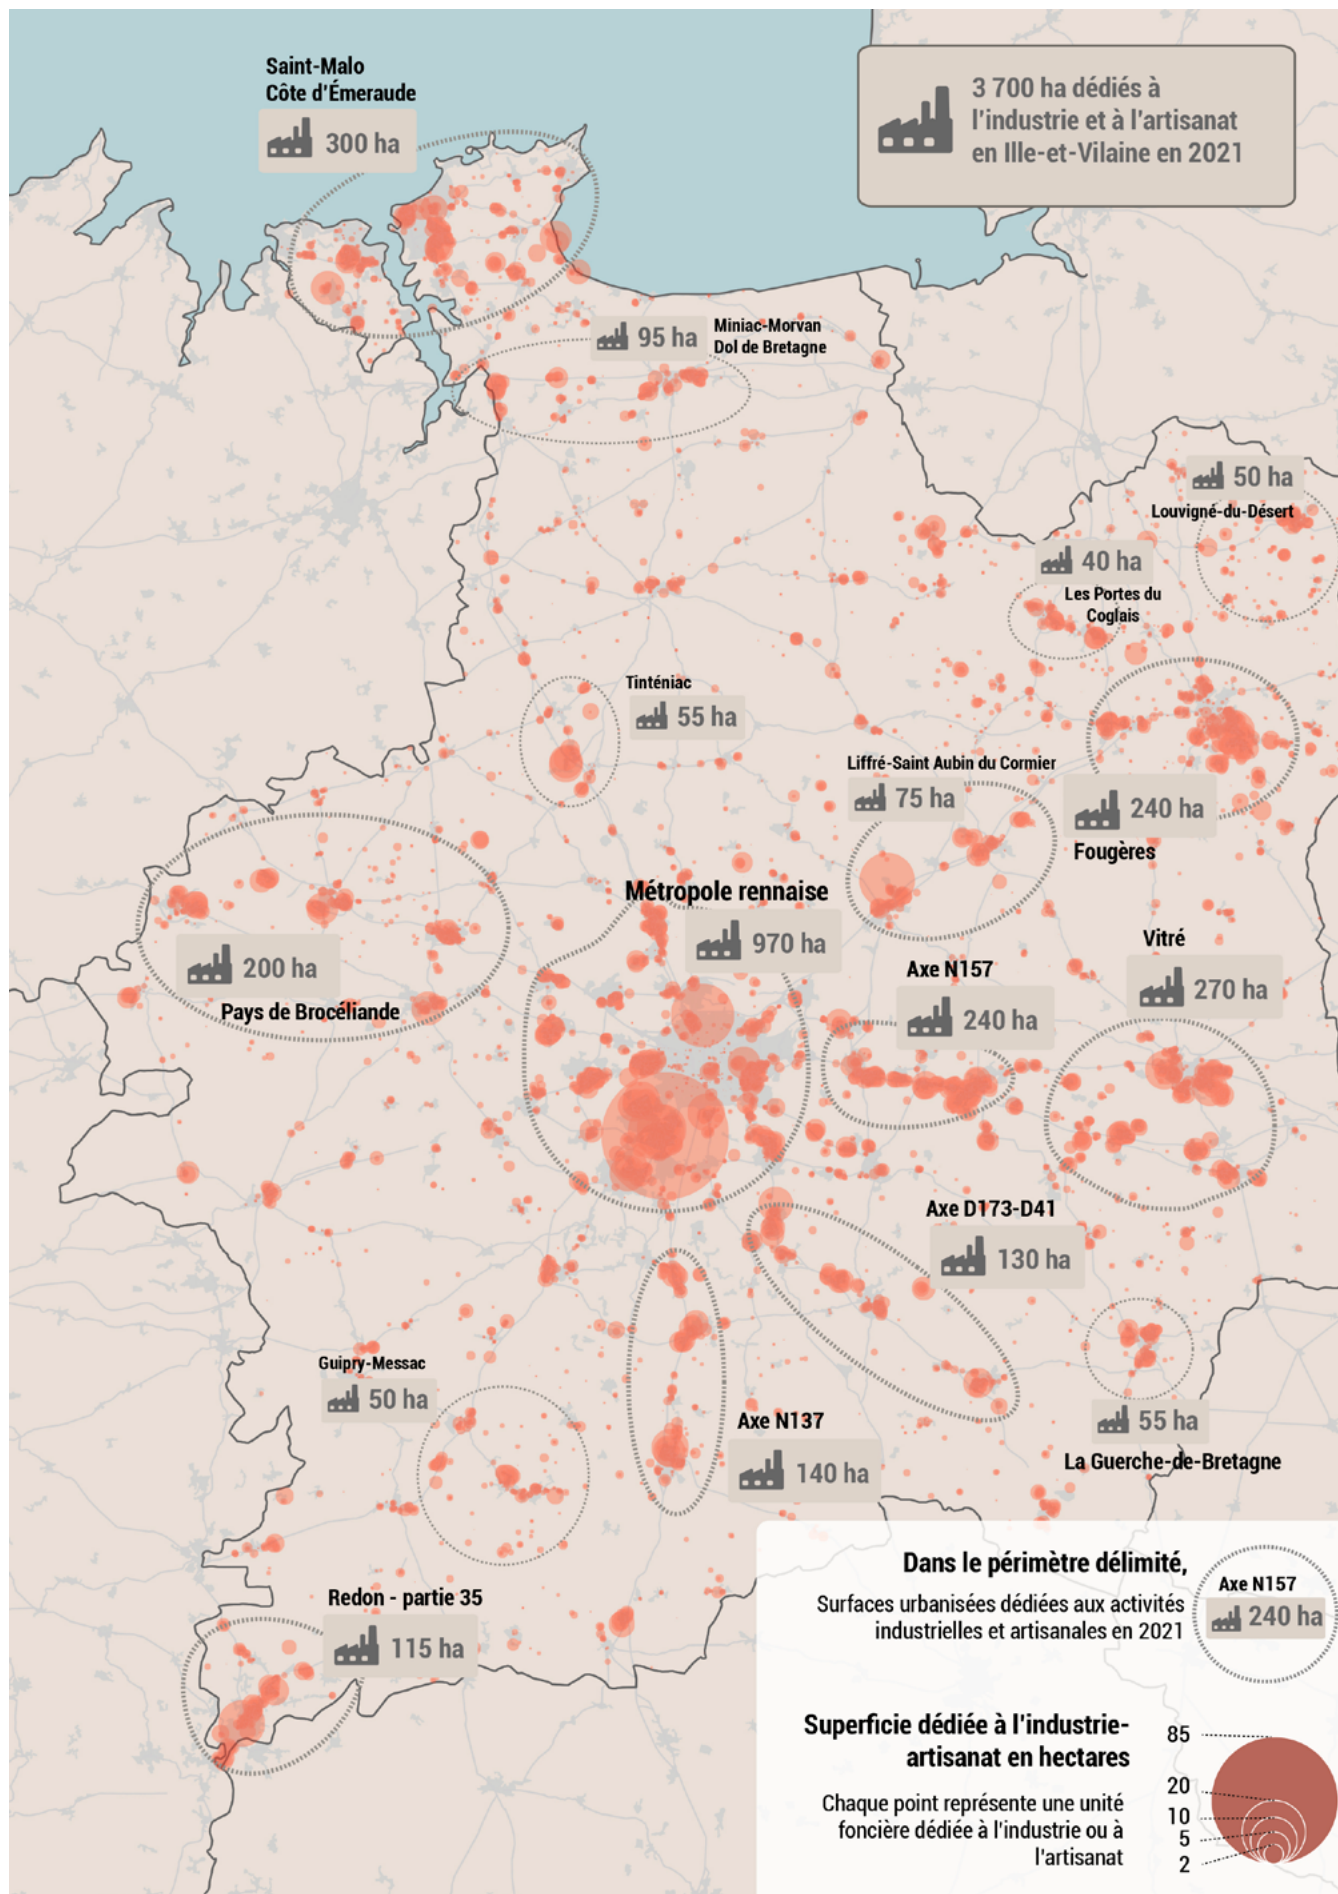 Saint-Malo
Côte d'Émeraude
300 ha
3 700 ha dédiés à
l'industrie et à l'artisanat
en Ille-et-Vilaine en 2021
95 ha
Miniac-Morvan
Dol de Bretagne
50 ha
Louvigné-du-Désert
40 ha
Les Portes du
Coglais
Tinténiac
55 ha
Liffré-Saint Aubin du Cormier
75 ha
240 ha
Fougères
Métropole rennaise
970 ha
200 ha
Pays de Brocéliande
Axe N157
240 ha
Vitré
270 ha
Axe D173-D41
130 ha
Guipry-Messac
50 ha
Axe N137
140 ha
55 ha
La Guerche-de-Bretagne
Redon - partie 35
115 ha
Dans le périmètre délimité,
Surfaces urbanisées dédiées aux activités
industrielles et artisanales en 2021
Axe N157
240 ha
Superficie dédiée à l'industrie-
artisanat en hectares
Chaque point représente une unité
foncière dédiée à l'industrie ou à
l'artisanat
85
20
10
5
2